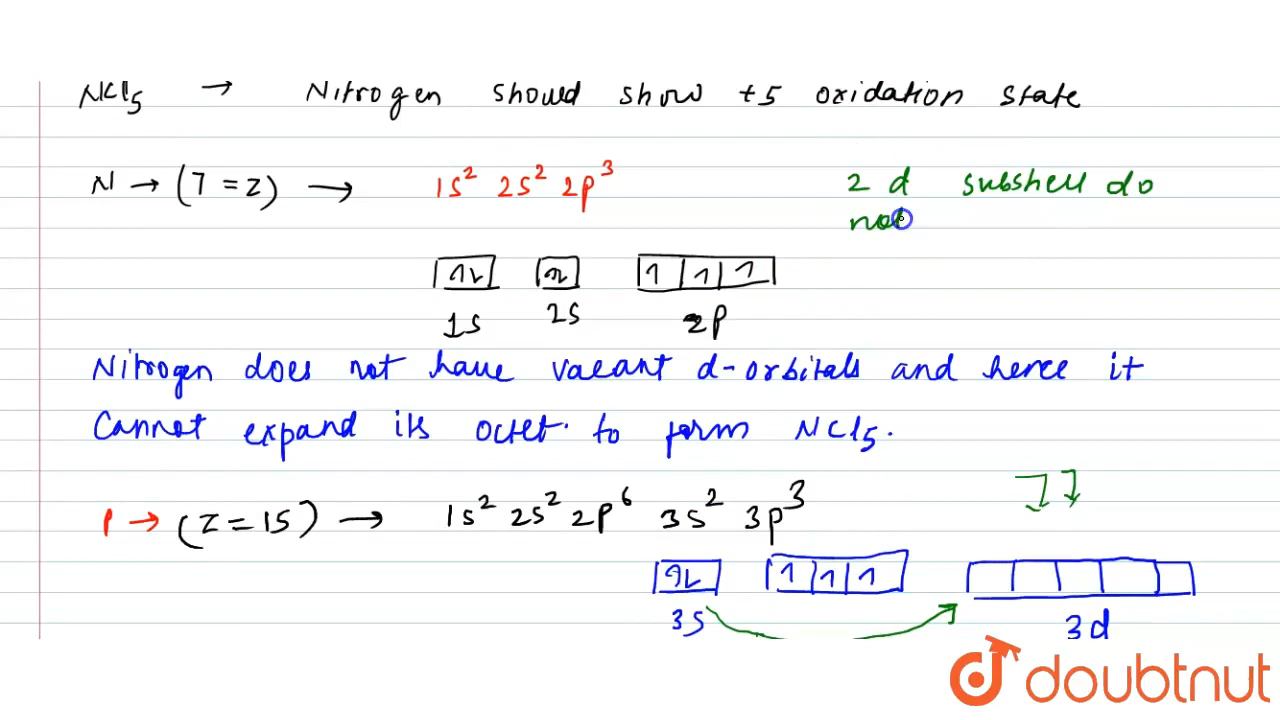 NCl5 → Nitrogen should show +5 oxidation state
N → (7 = Z) → 1s² 2s² 2p³
2 d subshell do
not
1s 2s 2p
Nitrogen does not have vacant d-orbitals and hence it
cannot expand its octet. to form NCl5.
P → (Z = 15) → 1s² 2s² 2p⁶ 3s² 3p³
3s 3d
doubtnut